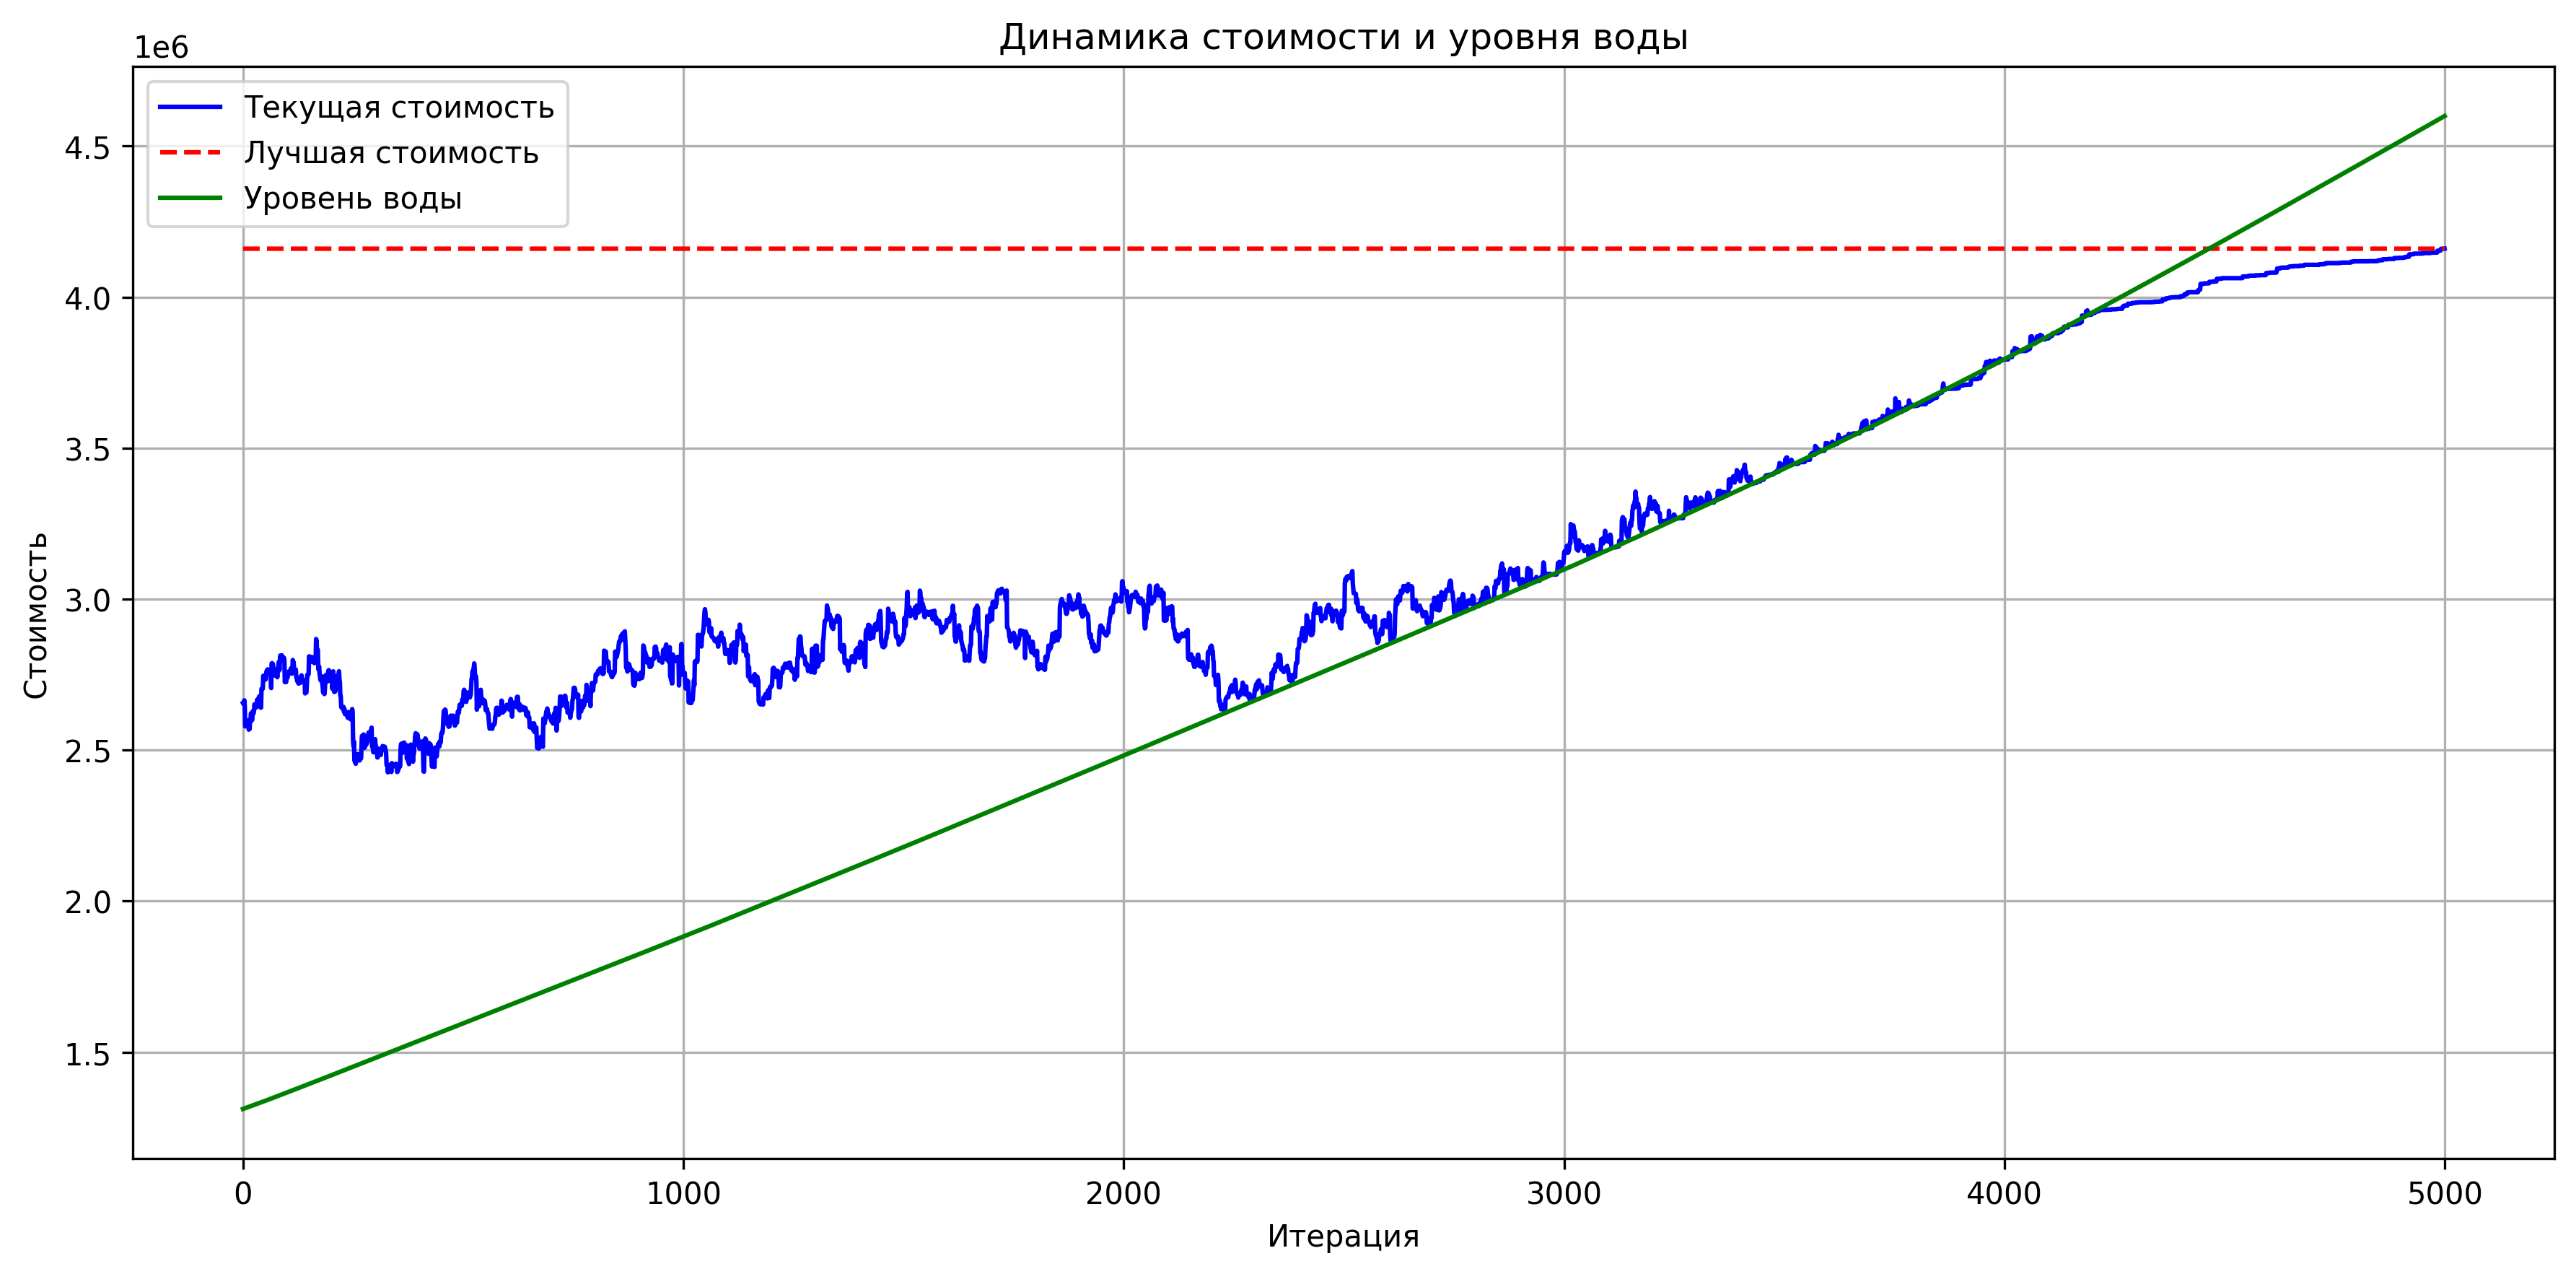 Динамика стоимости и уровня воды
1e6
Текущая стоимость
Лучшая стоимость
Уровень воды
4.5
4.0
3.5
3.0
2.5
2.0
1.5
Стоимость
0 1000 2000 3000 4000 5000
Итерация